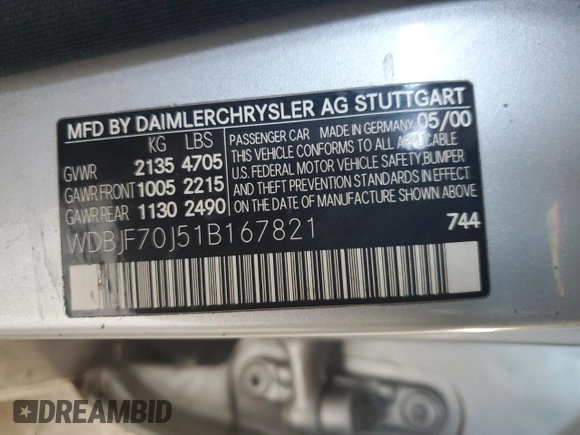 MFD BY DAIMLERCHRYSLER AG STUTTGART
KG LBS
GVWR 2135 4705
GAWR FRONT 1005 2215
GAWR REAR 1130 2490
PASSENGER CAR MADE IN GERMANY 05/00
THIS VEHICLE CONFORMS TO ALL APPLICABLE
U.S. FEDERAL MOTOR VEHICLE SAFETY, BUMPER
AND THEFT PREVENTION STANDARDS IN EFFECT
ON THE DATE OF MANUFACTURE SHOWN ABOVE.
WDBJF70J51B167821 744
DREAMBID